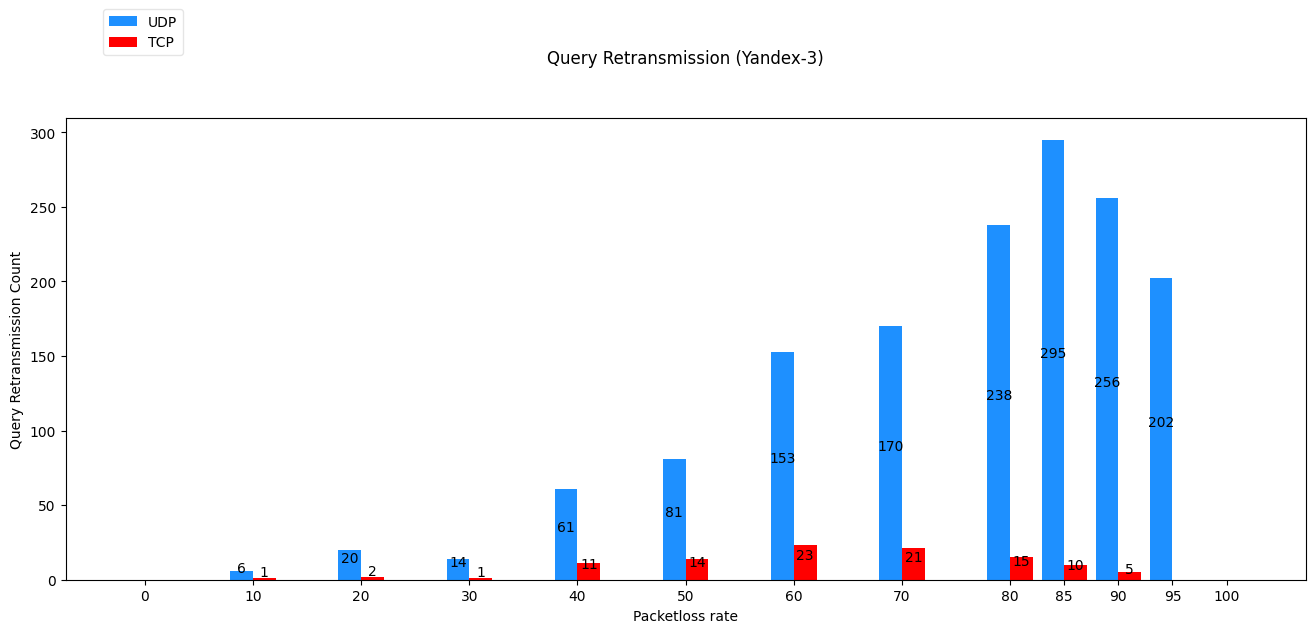 UDP
TCP
Query Retransmission (Yandex-3)
300
250
200
150
100
50
0
Query Retransmission Count
6 1 20 2 14 1 61 11 81 14 153 23 170 21 238 15 295 10 256 5 202
0 10 20 30 40 50 60 70 80 85 90 95 100
Packetloss rate